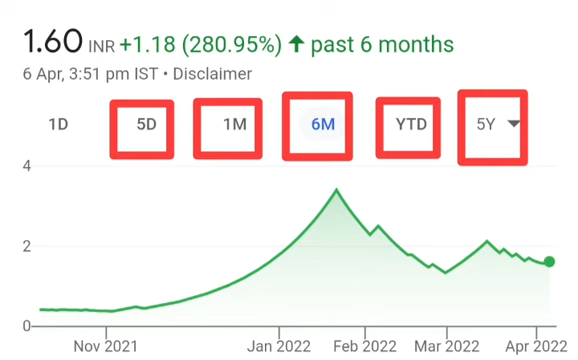 1.60 INR +1.18 (280.95%) ↑ past 6 months
6 Apr, 3:51 pm IST • Disclaimer
1D 5D 1M 6M YTD 5Y
4
2
0
Nov 2021 Jan 2022 Feb 2022 Mar 2022 Apr 2022